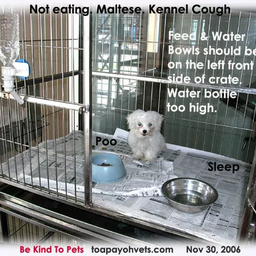 Not eating. Maltese. Kennel Cough
Feed & Water
Bowls should be
on the left front
side of crate.
Water bottle
too high.
Poo
Sleep
Be Kind To Pets toapayohvets.com Nov 30, 2006